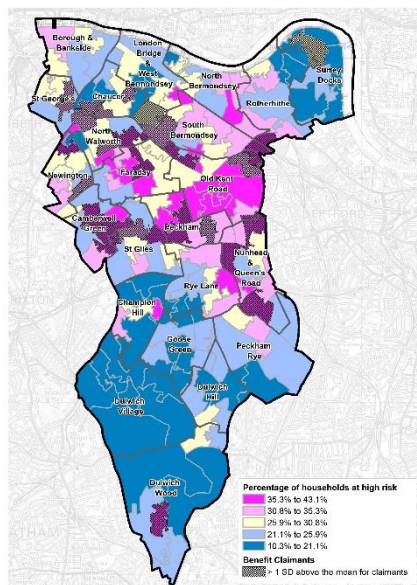 Borough &
Bankside
London
Bridge
&
West
Bermondsey
North
Bermondsey
Surrey
Docks
St George's
Chaucer
Rotherhithe
North
Walworth
South
Bermondsey
Newington
Faraday
Old Kent
Road
Camberwell
Green
Peckham
St Giles
Nunhead
&
Queen's
Road
Rye Lane
Champion
Hill
Goose
Green
Peckham
Rye
Dulwich
Hill
Dulwich
Village
Dulwich
Wood
Percentage of households at high risk
35.3% to 43.1%
30.8% to 35.3%
25.9% to 30.8%
21.1% to 25.9%
10.3% to 21.1%
Benefit Claimants
> 1 SD above the mean for claimants